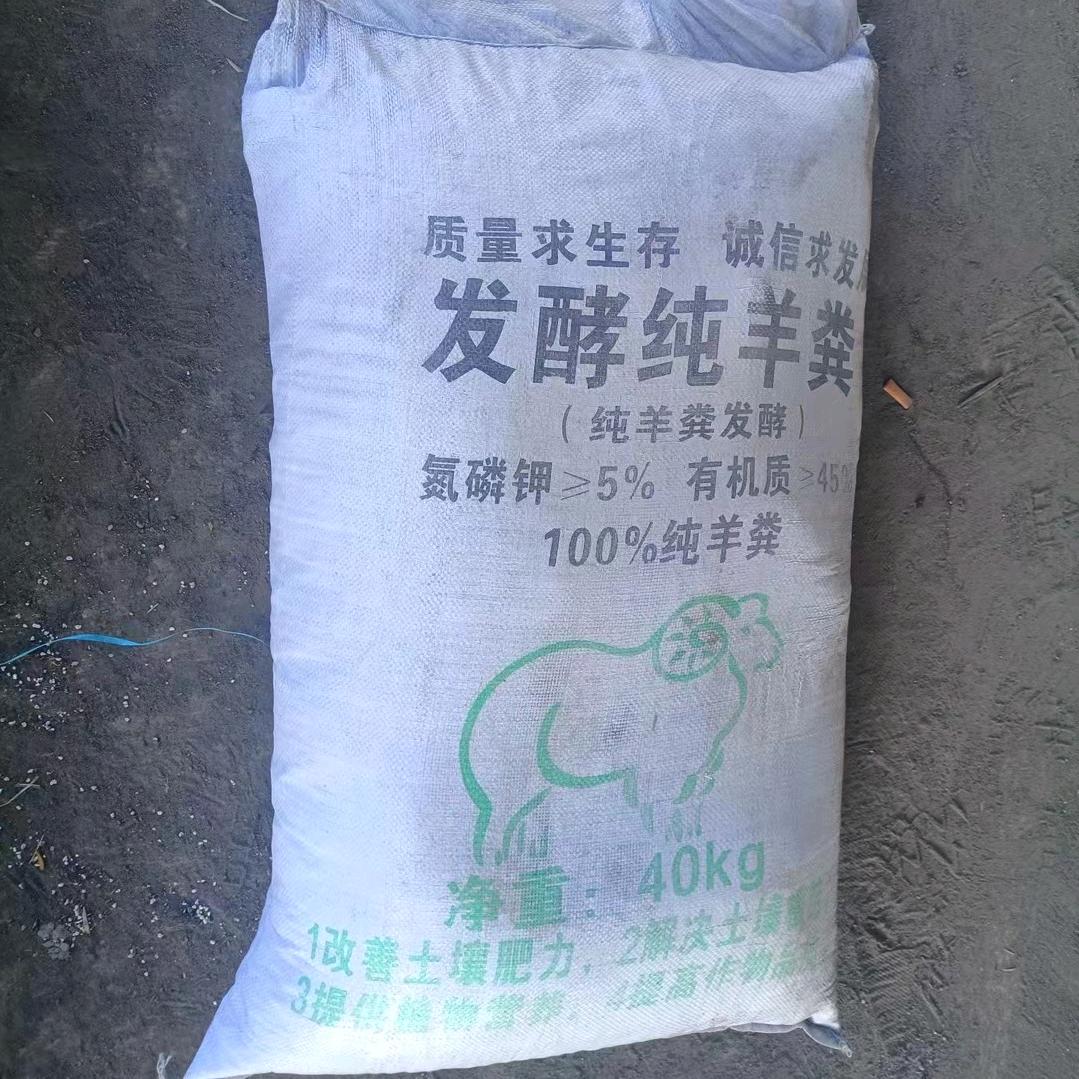 质量求生存 诚信求发
发酵纯羊粪
(纯羊粪发酵)
氮磷钾≥5% 有机质≥45%
100%纯羊粪
净重：40kg
1改善土壤肥力，2解决土壤
3提供植物营养，4提高作物